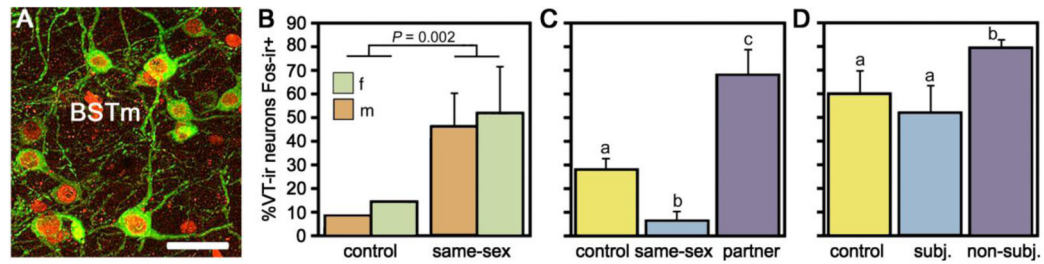 A
BSTm
B
%VT-ir neurons Fos-ir+
90
80
70
60
50
40
30
20
10
0
P = 0.002
f
m
control same-sex
C
a
b
c
control same-sex partner
D
a
a
b
control subj. non-subj.